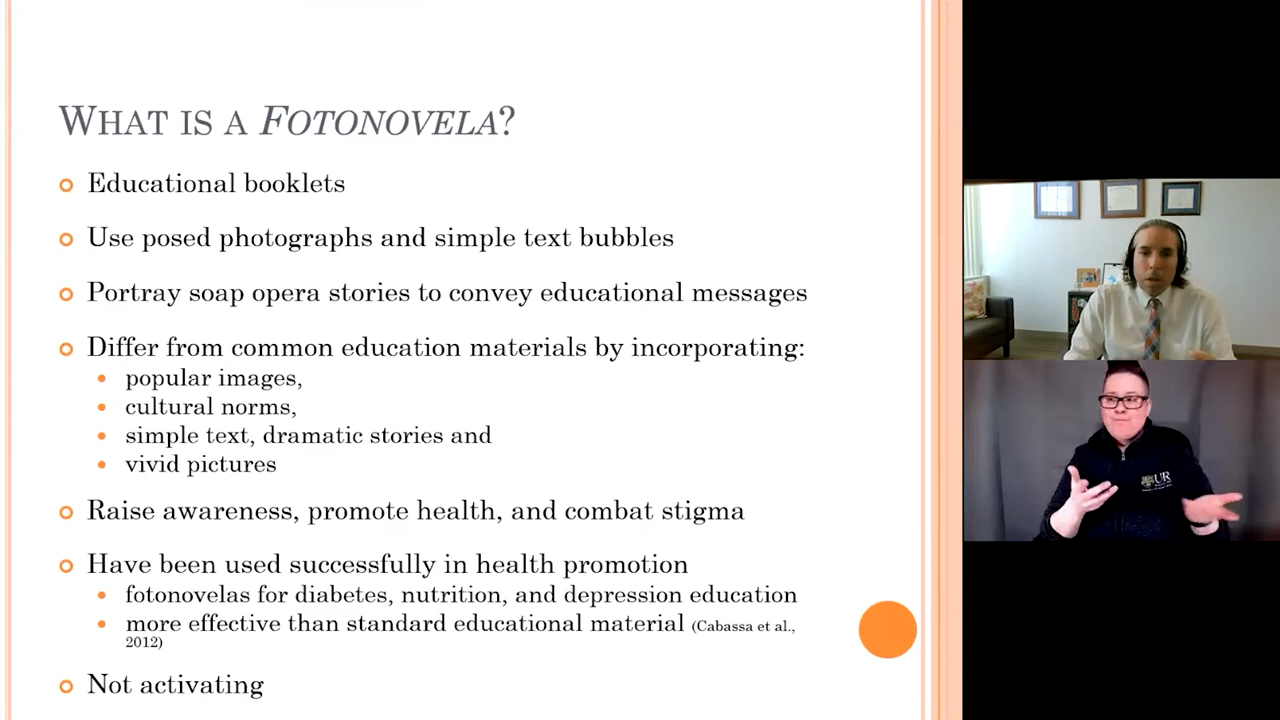 WHAT IS A FOTONOVELA?
Educational booklets
Use posed photographs and simple text bubbles
Portray soap opera stories to convey educational messages
Differ from common education materials by incorporating:
popular images,
cultural norms,
simple text, dramatic stories and
vivid pictures
Raise awareness, promote health, and combat stigma
Have been used successfully in health promotion
fotonovelas for diabetes, nutrition, and depression education
more effective than standard educational material (Cabassa et al.,
2012)
Not activating
UR